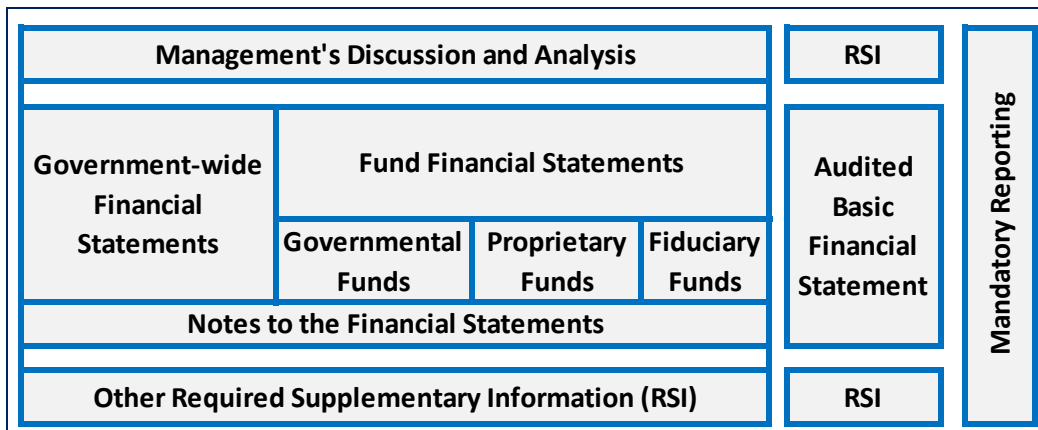 Management's Discussion and Analysis
RSI
Government-wide
Financial
Statements
Fund Financial Statements
Governmental
Funds
Proprietary
Funds
Fiduciary
Funds
Notes to the Financial Statements
Audited
Basic
Financial
Statement
Other Required Supplementary Information (RSI)
RSI
Mandatory Reporting